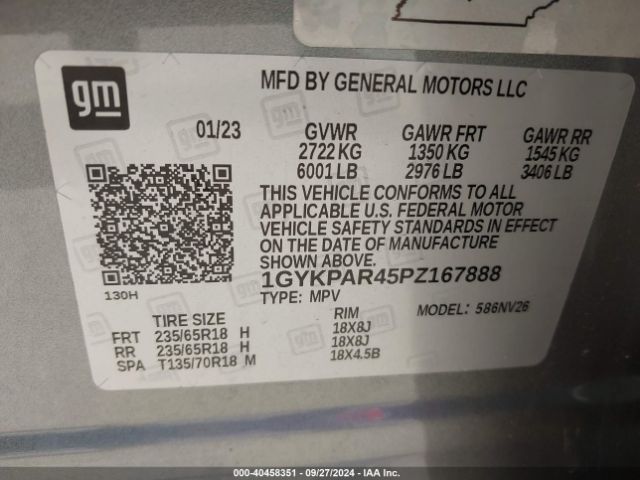 gm
MFD BY GENERAL MOTORS LLC
01/23 GVWR GAWR FRT GAWR RR
2722 KG 1350 KG 1545 KG
6001 LB 2976 LB 3406 LB
THIS VEHICLE CONFORMS TO ALL
APPLICABLE U.S. FEDERAL MOTOR
VEHICLE SAFETY STANDARDS IN EFFECT
ON THE DATE OF MANUFACTURE
SHOWN ABOVE.
1GYKPAR45PZ167888
130H
TYPE: MPV MODEL: 586NV26
TIRE SIZE RIM
FRT 235/65R18 H 18X8J
RR 235/65R18 H 18X8J
SPA T135/70R18 M 18X4.5B
000-40458351 | 09/27/2024 | IAA Inc.